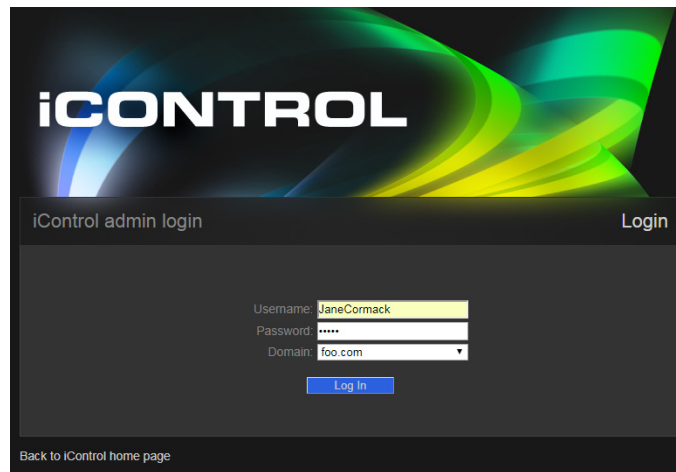 iCONTROL
iControl admin login Login
Username: JaneCormack
Password: •••••
Domain: foo.com
Log In
Back to iControl home page